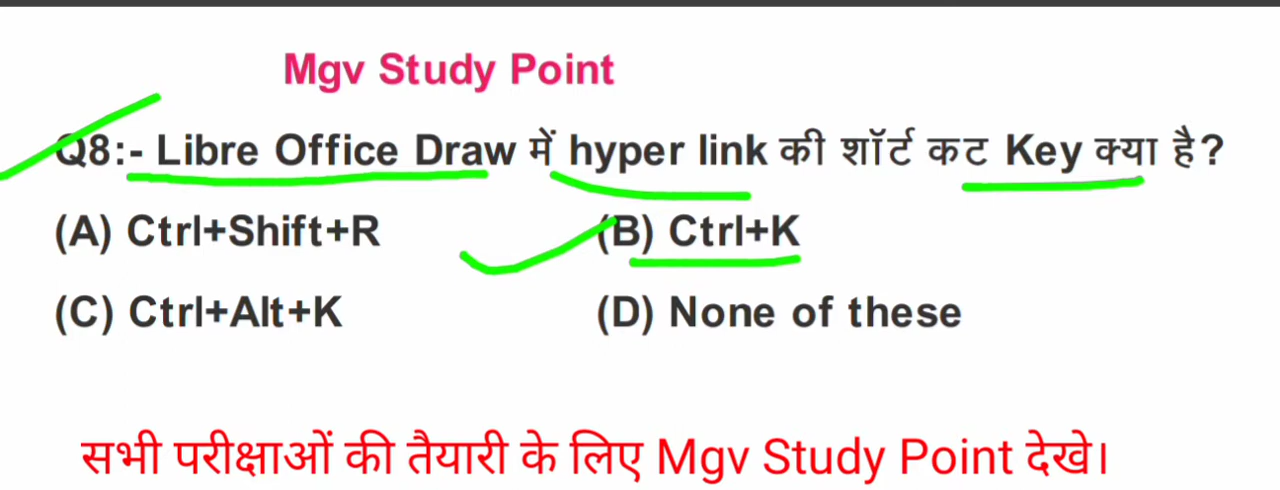 Mgv Study Point
Q8:- Libre Office Draw में hyper link की शॉर्ट कट Key क्या है?
(A) Ctrl+Shift+R (B) Ctrl+K
(C) Ctrl+Alt+K (D) None of these
सभी परीक्षाओं की तैयारी के लिए Mgv Study Point देखे।